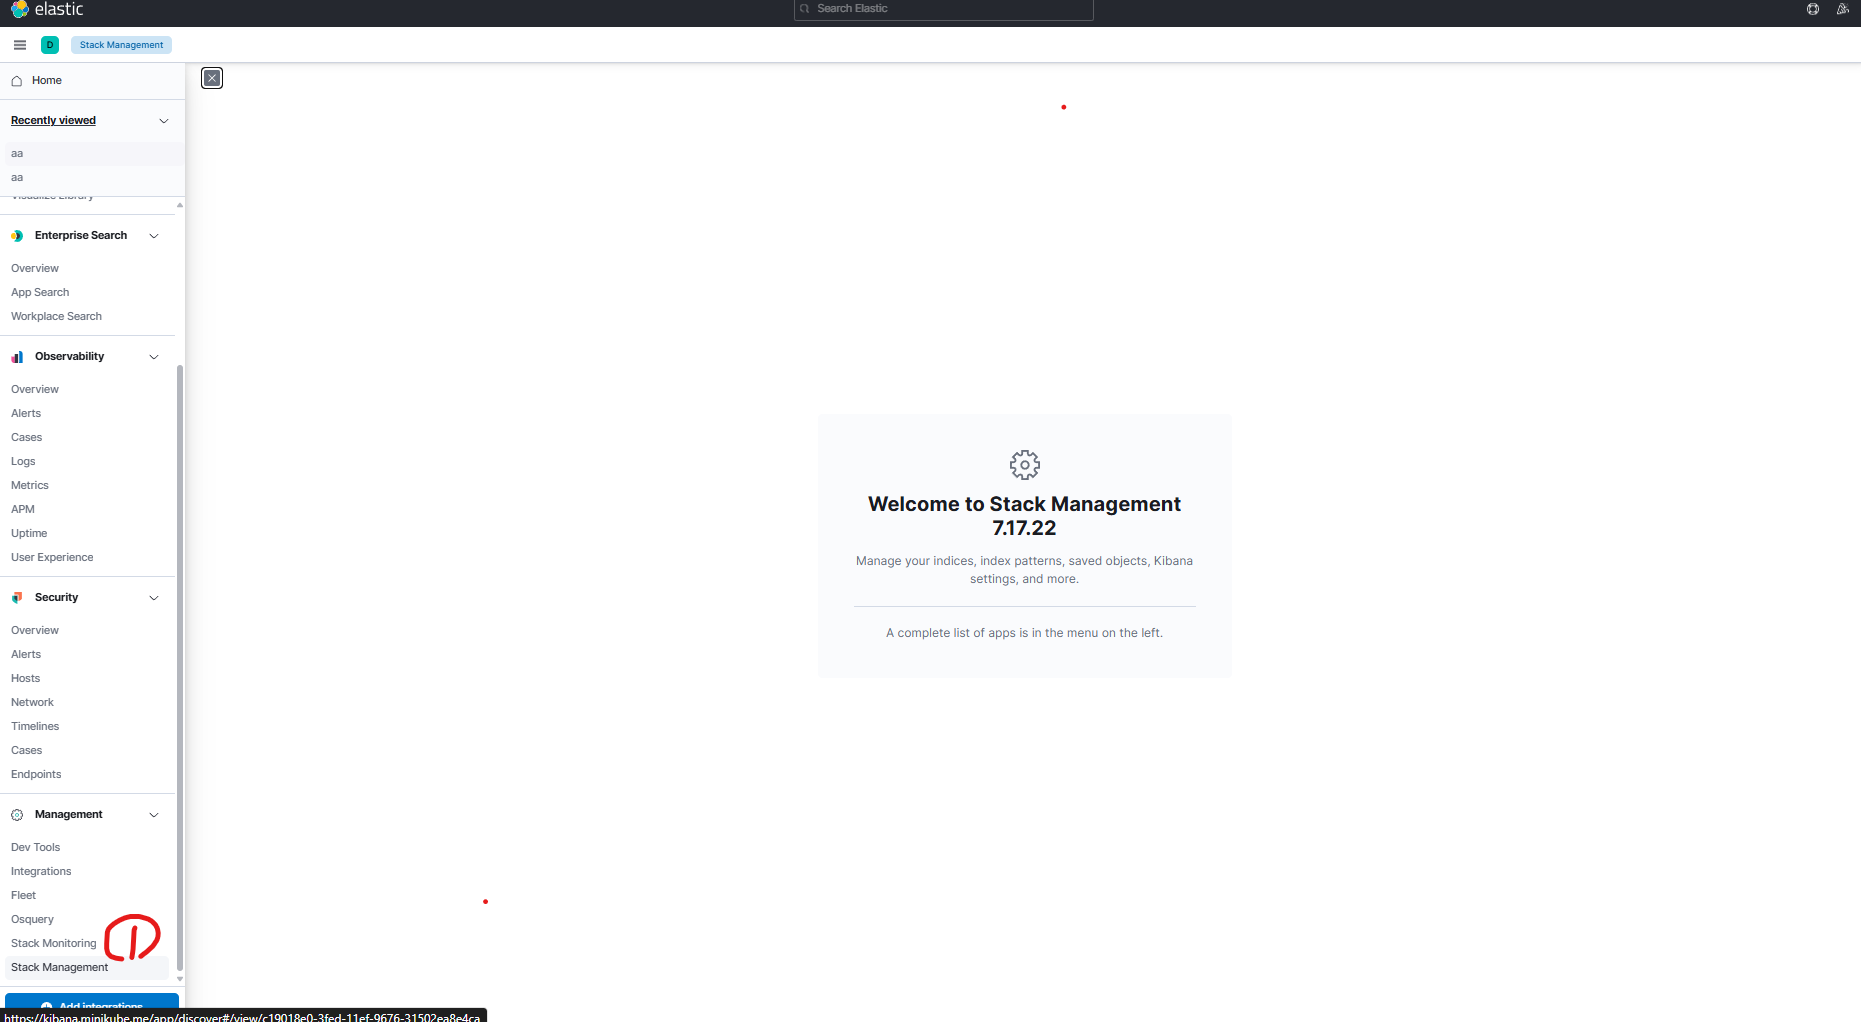 elastic
Search Elastic
D
Stack Management
Home
Recently viewed
aa
aa
Visualize Library
Enterprise Search
Overview
App Search
Workplace Search
Observability
Overview
Alerts
Cases
Logs
Metrics
APM
Uptime
User Experience
Security
Overview
Alerts
Hosts
Network
Timelines
Cases
Endpoints
Management
Dev Tools
Integrations
Fleet
Osquery
Stack Monitoring
1
Stack Management
Add integrations
https://kibana.minikube.me/app/discover#/view/c19018e0-3fed-11ef-9676-31502ea8e4ca
Welcome to Stack Management
7.17.22
Manage your indices, index patterns, saved objects, Kibana
settings, and more.
A complete list of apps is in the menu on the left.